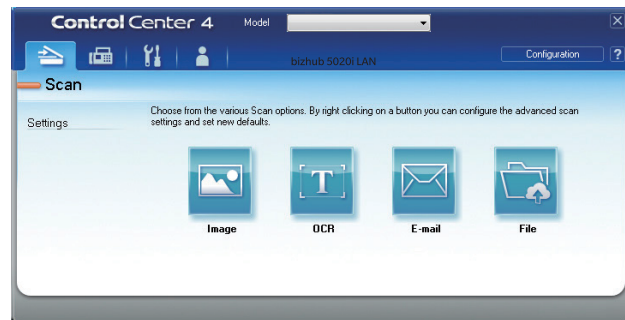 Control Center 4 Model
bizhub 5020i LAN
Configuration ?
Scan
Settings
Choose from the various Scan options. By right clicking on a button you can configure the advanced scan
settings and set new defaults.
T
Image OCR E-mail File